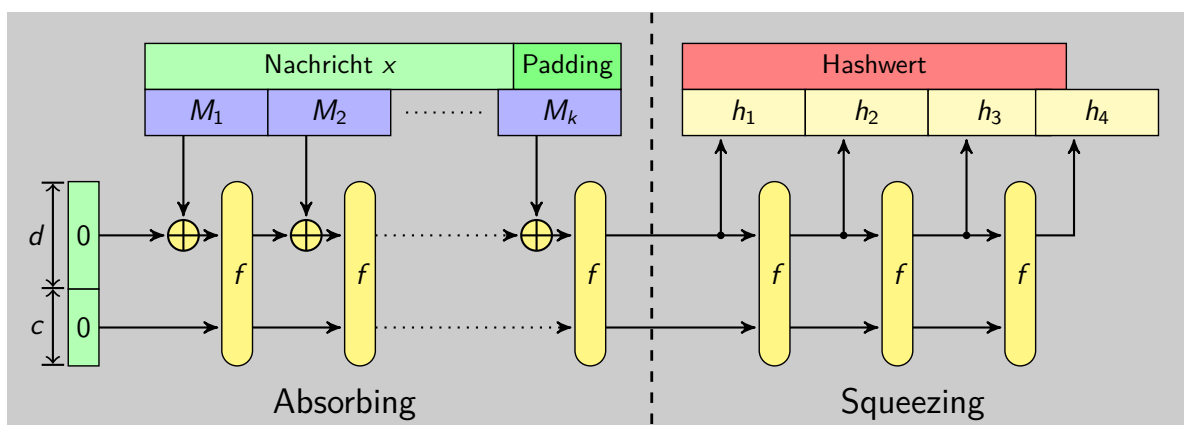 Nachricht x Padding Hashwert
M1 M2 Mk h1 h2 h3 h4
d 0
f f f f f f
c 0
Absorbing Squeezing